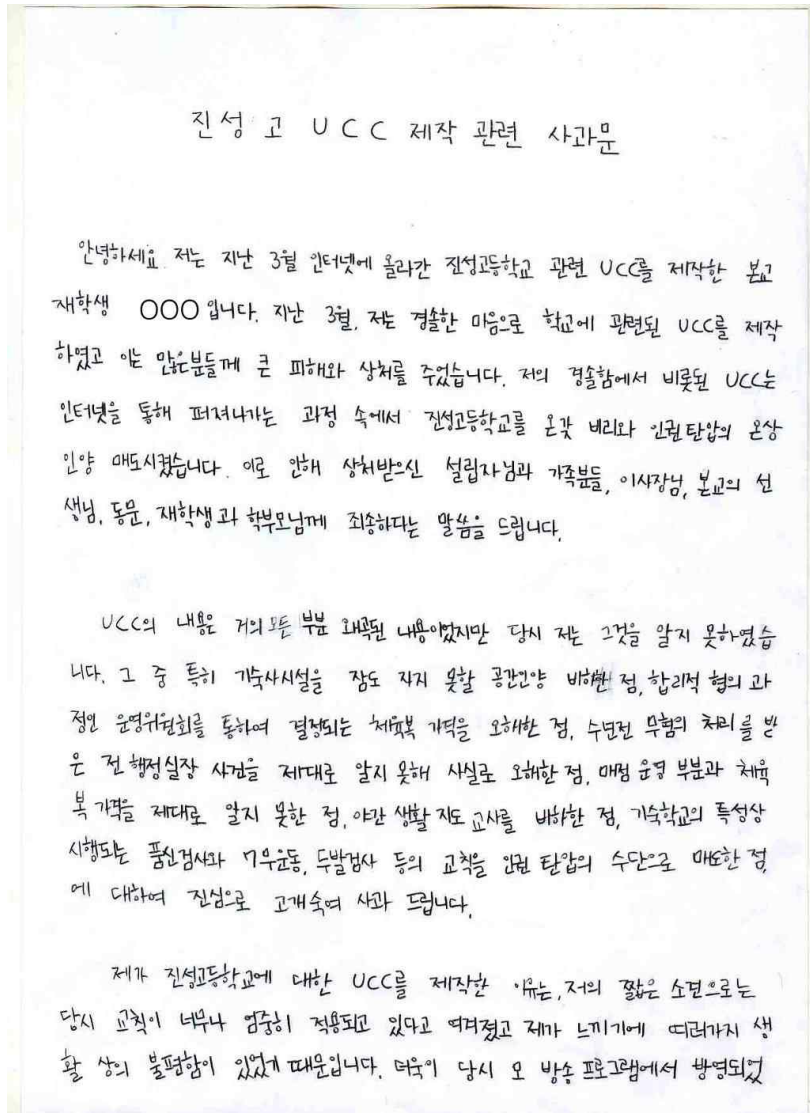 진성고 UCC 제작 관련 사과문
안녕하세요. 저는 지난 3월 인터넷에 올라간 진성고등학교 관련 UCC를 제작한 본교
재학생 OOO입니다. 지난 3월, 저는 경솔한 마음으로 학교에 관련된 UCC를 제작
하였고 이는 많은분들께 큰 피해와 상처를 주었습니다. 저의 경솔함에서 비롯된 UCC는
인터넷을 통해 퍼져나가는 과정 속에서 진성고등학교를 온갖 비리와 인권탄압의 온상
인양 매도시켰습니다. 이로 인해 상처받으신 설립자님과 가족분들, 이사장님, 본교의 선
생님, 동문, 재학생과 학부모님께 죄송하다는 말씀을 드립니다.
UCC의 내용은 거의 모든 부분 왜곡된 내용이었지만 당시 저는 그것을 알지 못하였습
니다. 그 중 특히 기숙사시설을 잠도 자지 못할 공간인양 비하한 점, 합리적 협의 과
정인 운영위원회를 통하여 결정되는 체육복 가격을 오해한 점, 수년전 무혐의 처리를 받
은 전 행정실장 사건을 제대로 알지 못해 사실로 오해한 점, 매점 운영 부분과 체육
복 가격을 제대로 알지 못한 점, 야간 생활 지도 교사를 비하한 점, 기숙학교의 특성상
시행되는 품신검사와 7무운동, 두발검사 등의 교칙을 인권 탄압의 수단으로 매도한 점
에 대하여 진심으로 고개숙여 사과 드립니다.
제가 진성고등학교에 대한 UCC를 제작한 이유는, 저의 짧은 소견으로는
당시 교칙이 너무나 엄중히 적용되고 있다고 여겨졌고 제가 느끼기에 여러가지 생
활 상의 불편함이 있었기 때문입니다. 더욱이 당시 모 방송 프로그램에서 방영되었